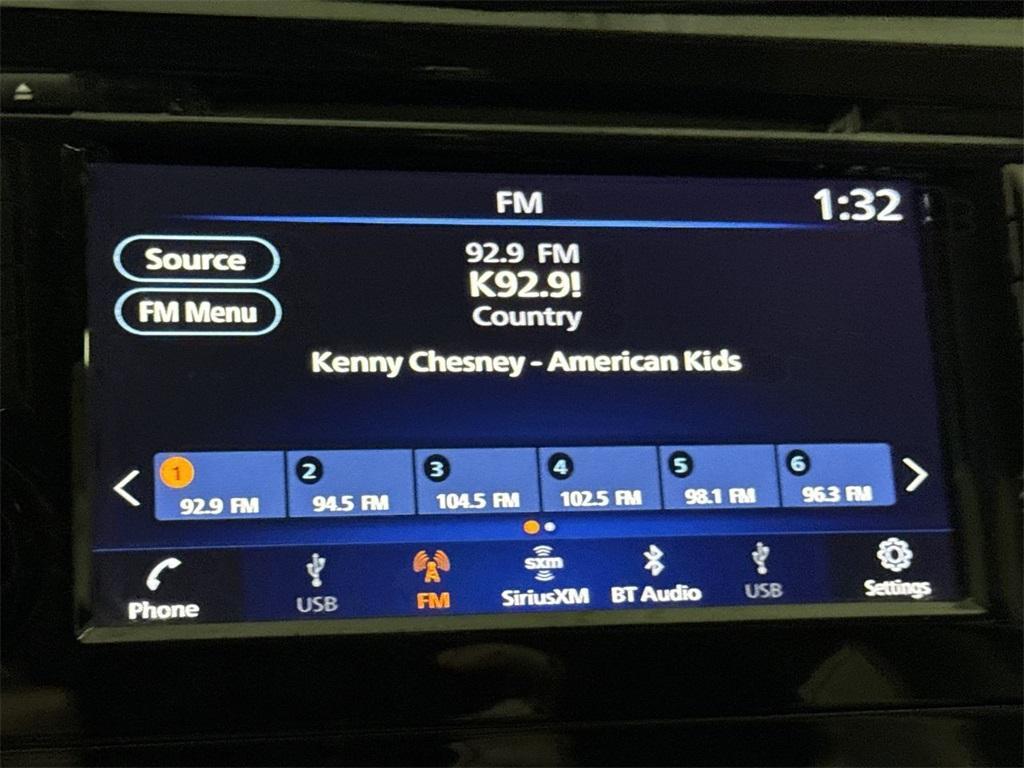 FM
1:32
Source
FM Menu
92.9 FM
K92.9!
Country
Kenny Chesney - American Kids
1 2 3 4 5 6
92.9 FM 94.5 FM 104.5 FM 102.5 FM 98.1 FM 96.3 FM
sxm
Phone USB FM SiriusXM BT Audio USB Settings